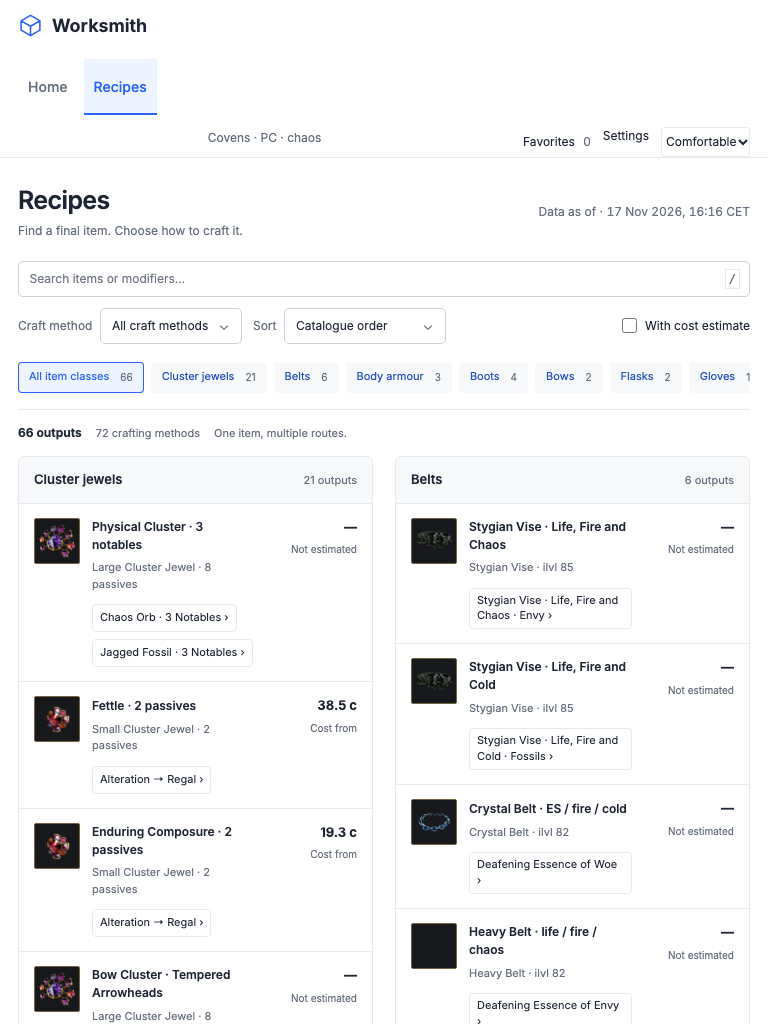 Worksmith
Home
Recipes
Covens · PC · chaos
Favorites 0
Settings
Comfortable
Recipes
Find a final item. Choose how to craft it.
Data as of · 17 Nov 2026, 16:16 CET
Search items or modifiers...
/
Craft method
All craft methods
Sort
Catalogue order
With cost estimate
All item classes 66
Cluster jewels 21
Belts 6
Body armour 3
Boots 4
Bows 2
Flasks 2
Gloves 1
66 outputs
72 crafting methods
One item, multiple routes.
Cluster jewels
21 outputs
Physical Cluster · 3
notables
—
Not estimated
Large Cluster Jewel · 8
passives
Chaos Orb · 3 Notables ›
Jagged Fossil · 3 Notables ›
Fettle · 2 passives
38.5 c
Small Cluster Jewel · 2
passives
Cost from
Alteration → Regal ›
Enduring Composure · 2
passives
19.3 c
Cost from
Small Cluster Jewel · 2
passives
Alteration → Regal ›
Bow Cluster · Tempered
Arrowheads
—
Not estimated
Large Cluster Jewel · 8
Belts
6 outputs
Stygian Vise · Life, Fire and
Chaos
—
Not estimated
Stygian Vise · ilvl 85
Stygian Vise · Life, Fire and
Chaos · Envy ›
Stygian Vise · Life, Fire and
Cold
—
Not estimated
Stygian Vise · ilvl 85
Stygian Vise · Life, Fire and
Cold · Fossils ›
Crystal Belt · ES / fire / cold
—
Crystal Belt · ilvl 82
Not estimated
Deafening Essence of Woe
›
Heavy Belt · life / fire /
chaos
—
Not estimated
Heavy Belt · ilvl 82
Deafening Essence of Envy
›